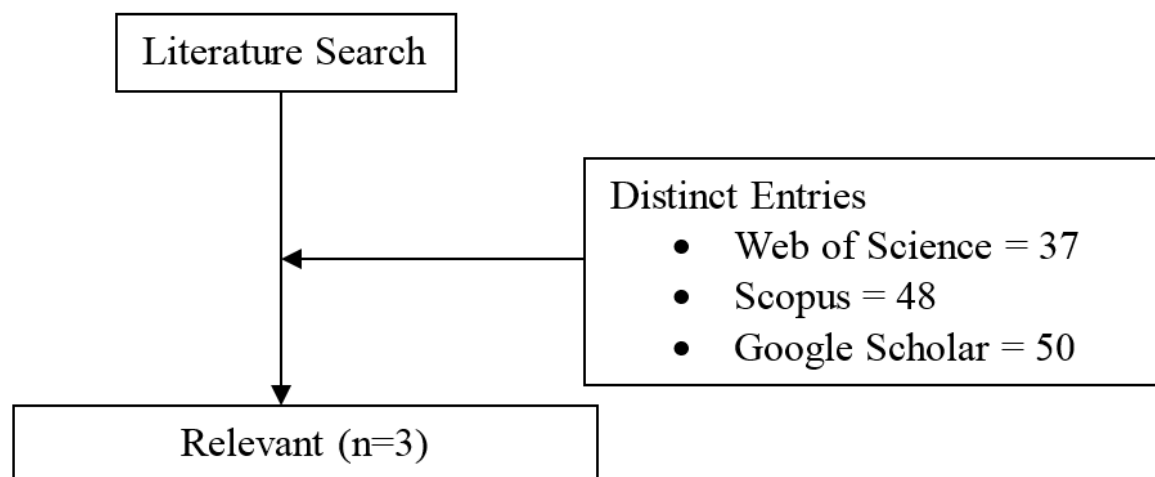 Literature Search
Distinct Entries
• Web of Science = 37
• Scopus = 48
• Google Scholar = 50
Relevant (n=3)